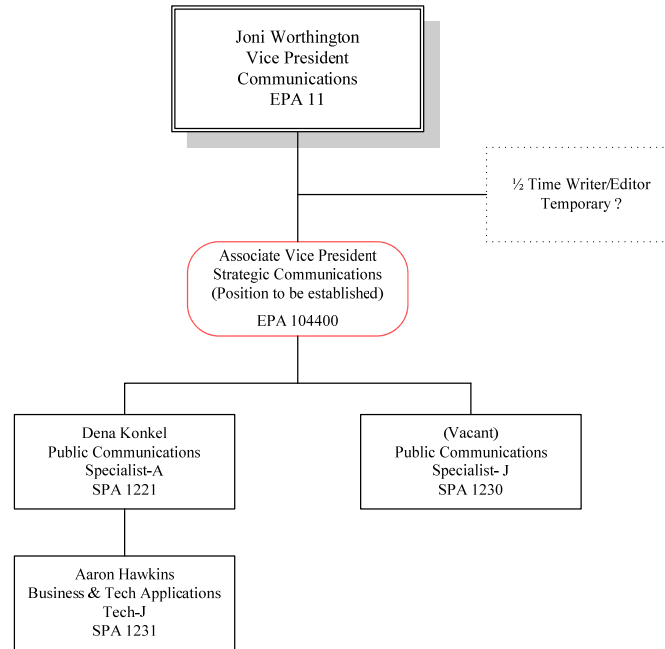 Joni Worthington
Vice President
Communications
EPA 11
½ Time Writer/Editor
Temporary ?
Associate Vice President
Strategic Communications
(Position to be established)
EPA 104400
Dena Konkel
Public Communications
Specialist-A
SPA 1221
(Vacant)
Public Communications
Specialist- J
SPA 1230
Aaron Hawkins
Business & Tech Applications
Tech-J
SPA 1231